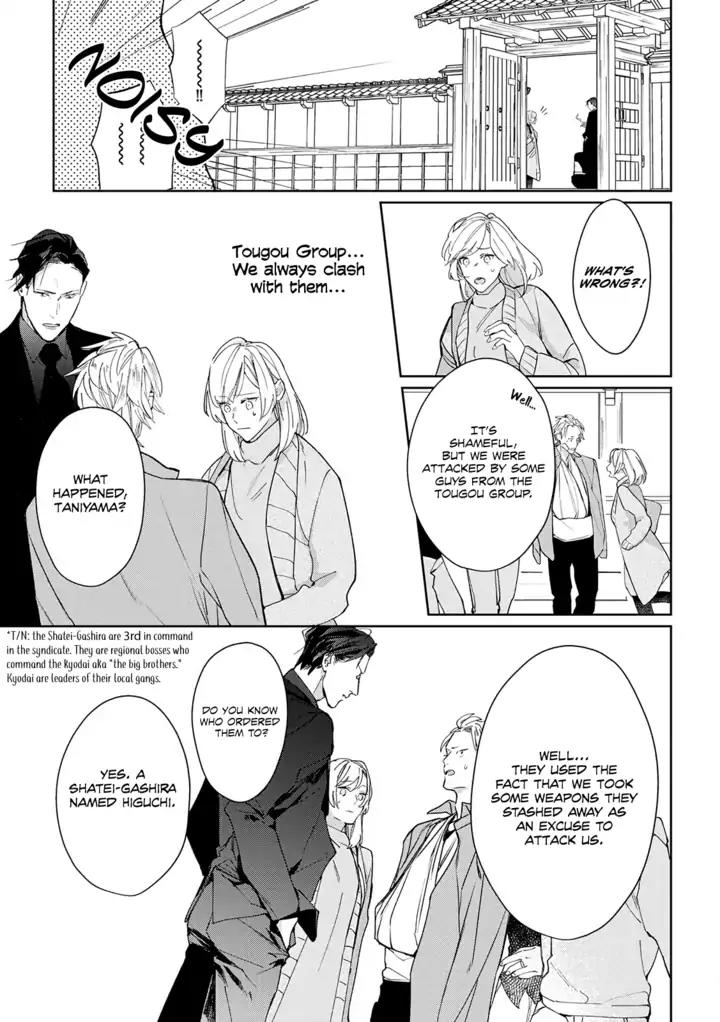 NOISY
...!!
...!!
WHAT'S
WRONG?!
Tougou Group...
We always clash
with them...
Well...
IT'S
SHAMEFUL,
BUT WE WERE
ATTACKED BY SOME
GUYS FROM THE
TOUGOU GROUP.
WHAT
HAPPENED,
TANIYAMA?
*T/N: the Shatei-Gashira are 3rd in command
in the syndicate. They are regional bosses who
command the Kyodai aka "the big brothers."
Kyodai are leaders of their local gangs.
DO YOU KNOW
WHO ORDERED
THEM TO?
WELL...
THEY USED THE
FACT THAT WE TOOK
SOME WEAPONS THEY
STASHED AWAY AS
AN EXCUSE TO
ATTACK US.
YES. A
SHATEI-GASHIRA
NAMED HIGUCHI.